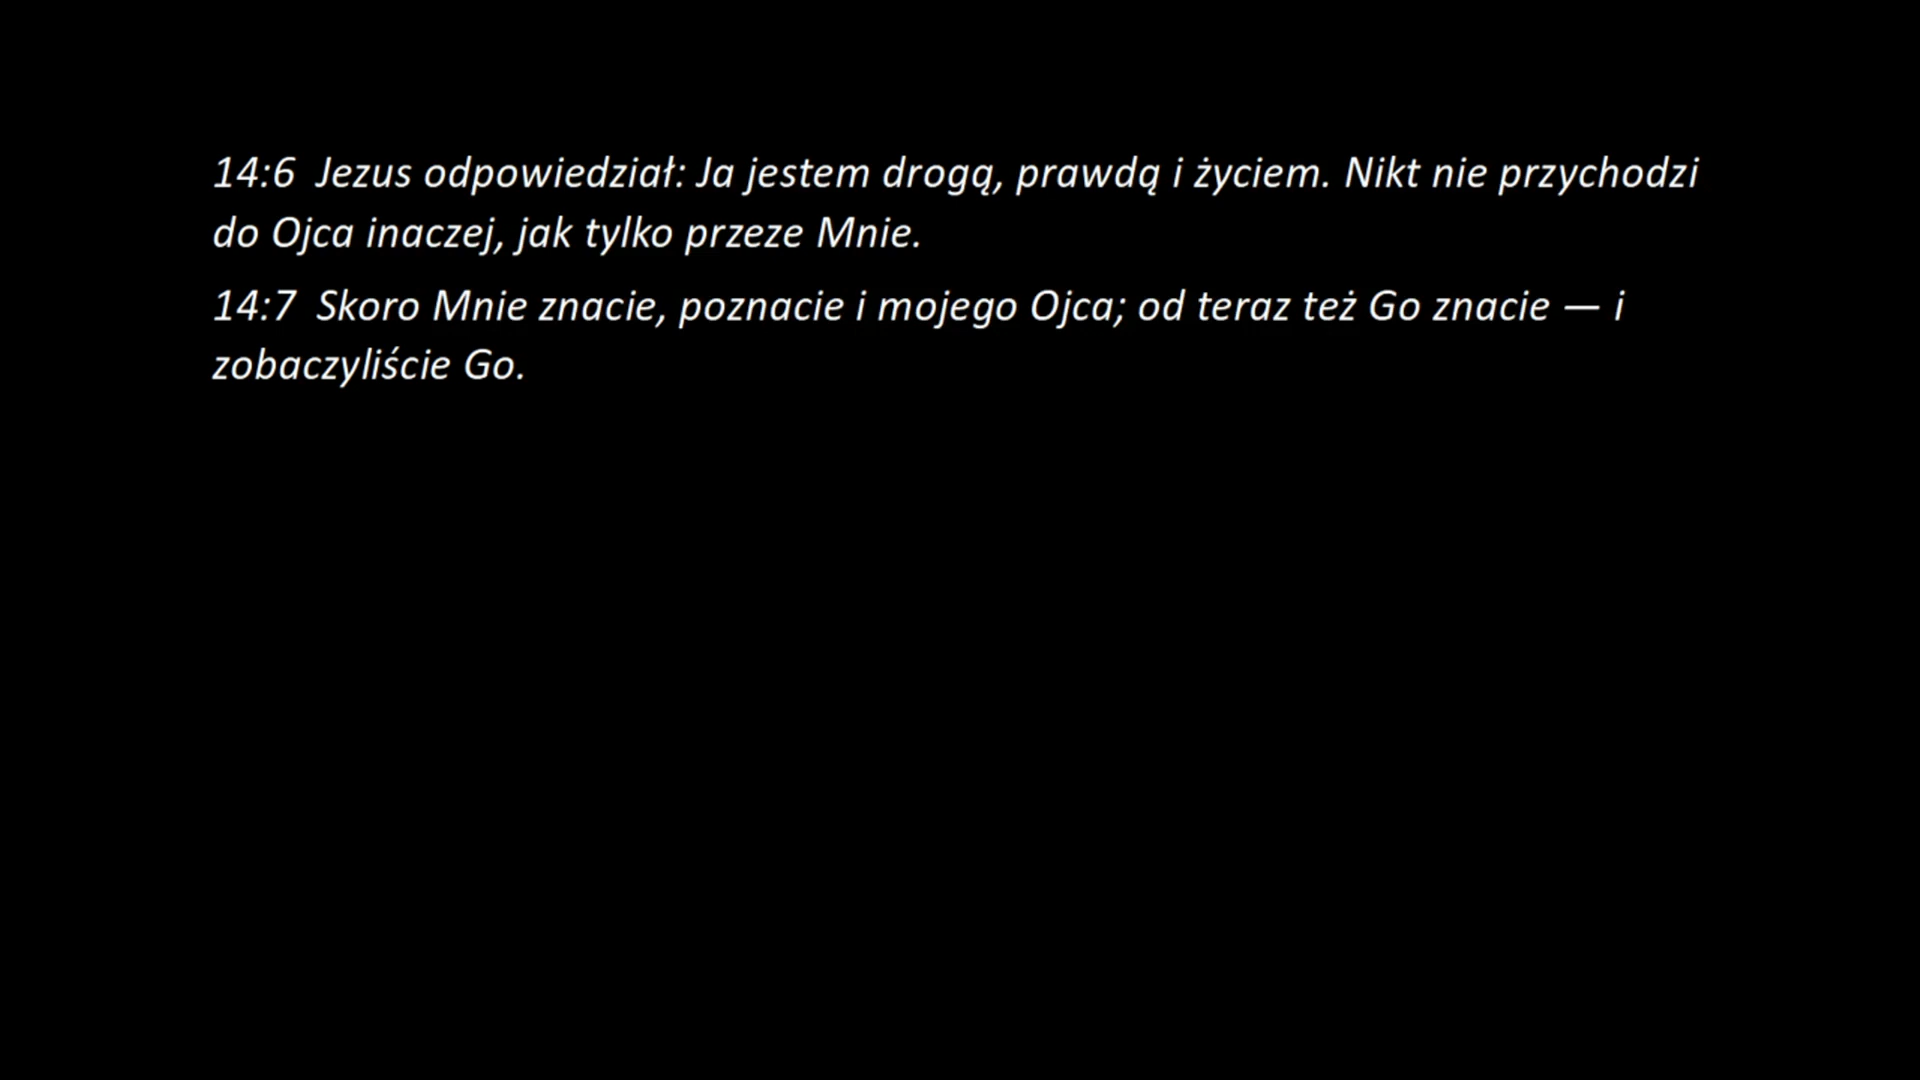 14:6  Jezus odpowiedział: Ja jestem drogą, prawdą i życiem. Nikt nie przychodzi
do Ojca inaczej, jak tylko przeze Mnie.
14:7  Skoro Mnie znacie, poznacie i mojego Ojca; od teraz też Go znacie — i
zobaczyliście Go.